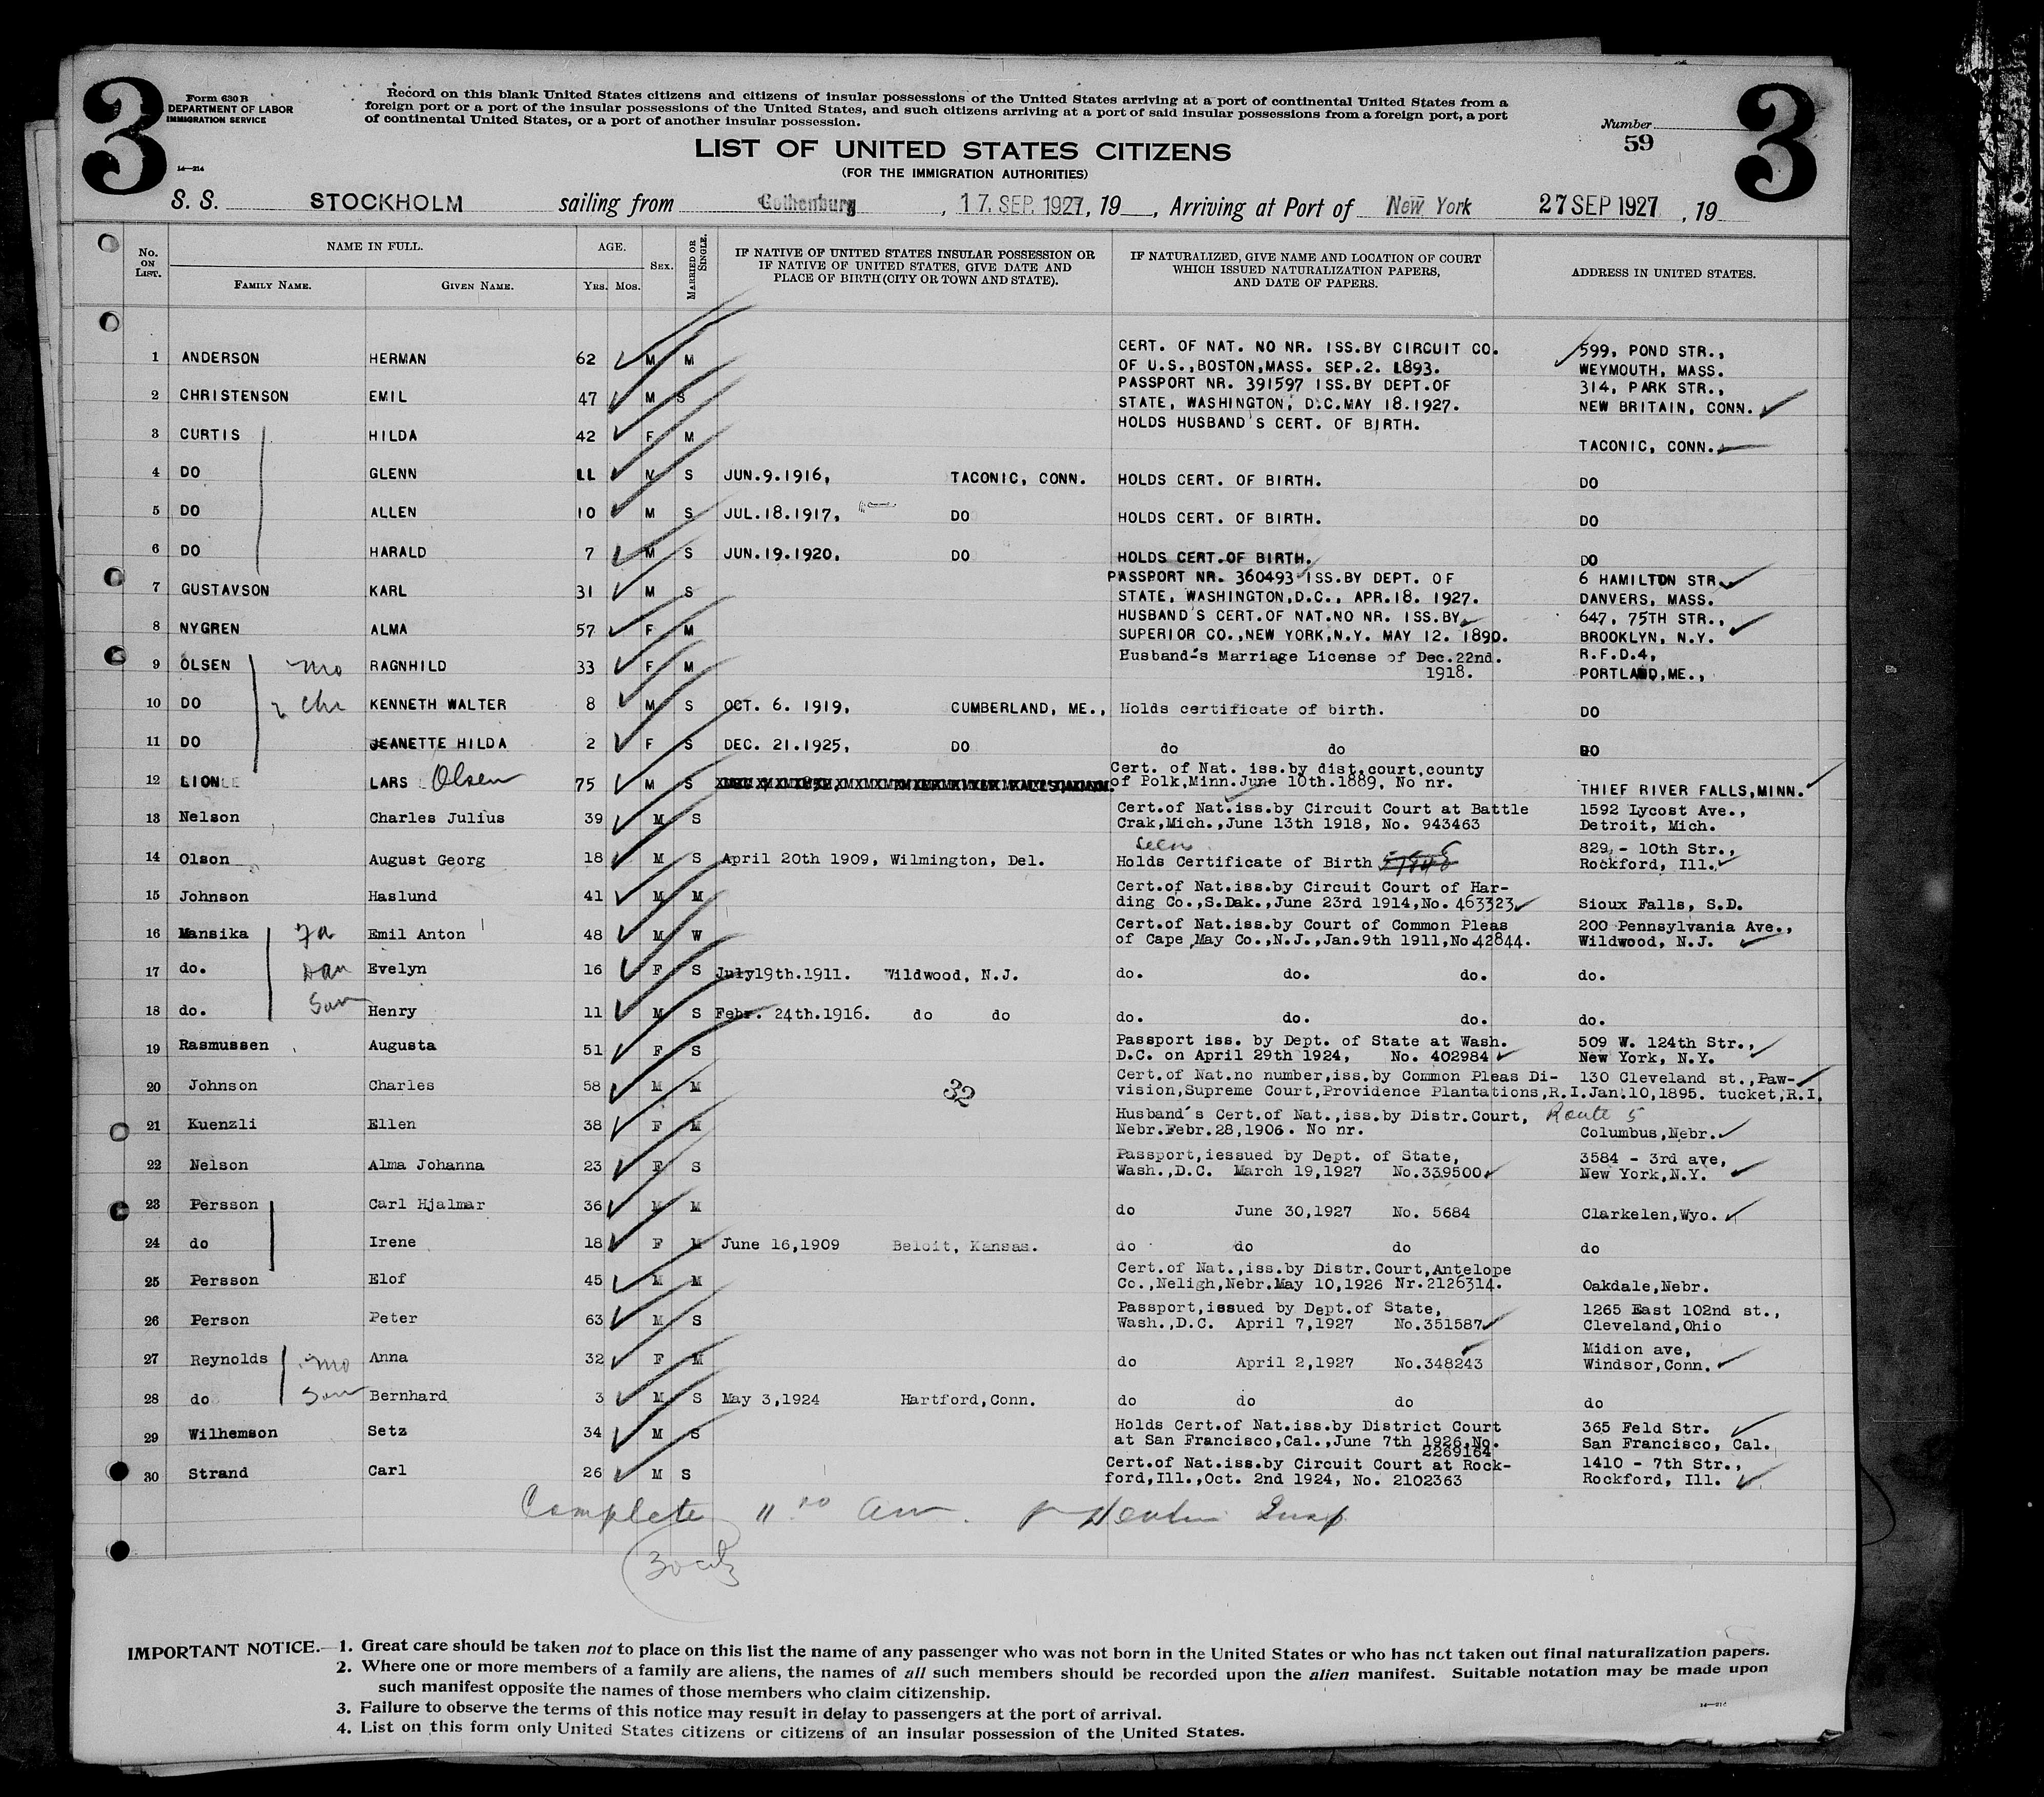 3
Form 630 B
DEPARTMENT OF LABOR
IMMIGRATION SERVICE
14—214
Record on this blank United States citizens and citizens of insular possessions of the United States arriving at a port of continental United States from a
foreign port or a port of the insular possessions of the United States, and such citizens arriving at a port of said insular possessions from a foreign port, a port
of continental United States, or a port of another insular possession.
Number
59
3
LIST OF UNITED STATES CITIZENS
(FOR THE IMMIGRATION AUTHORITIES)
S. S. STOCKHOLM sailing from Gothenburg, 17. SEP. 1927, 19 , Arriving at Port of New York 27 SEP 1927 , 19
No. ON LIST. NAME IN FULL. FAMILY NAME. GIVEN NAME. AGE. YRS. MOS. SEX. MARRIED OR SINGLE.
IF NATIVE OF UNITED STATES INSULAR POSSESSION OR
IF NATIVE OF UNITED STATES, GIVE DATE AND
PLACE OF BIRTH (CITY OR TOWN AND STATE).
IF NATURALIZED, GIVE NAME AND LOCATION OF COURT
WHICH ISSUED NATURALIZATION PAPERS,
AND DATE OF PAPERS.
ADDRESS IN UNITED STATES.
1 ANDERSON HERMAN 62 M M CERT. OF NAT. NO NR. ISS.BY CIRCUIT CO. 599, POND STR.,
OF U.S.,BOSTON,MASS. SEP.2. 1893. WEYMOUTH, MASS.
2 CHRISTENSON EMIL 47 M S PASSPORT NR. 391597 ISS.BY DEPT.OF 314, PARK STR.,
STATE, WASHINGTON, D.C.MAY 18.1927. NEW BRITAIN, CONN.
3 CURTIS HILDA 42 F M HOLDS HUSBAND'S CERT. OF BIRTH. TACONIC, CONN.
4 DO GLENN 11 M S JUN.9.1916, TACONIC, CONN. HOLDS CERT. OF BIRTH. DO
5 DO ALLEN 10 M S JUL.18.1917, DO HOLDS CERT. OF BIRTH. DO
6 DO HARALD 7 M S JUN.19.1920, DO HOLDS CERT.OF BIRTH. DO
7 GUSTAVSON KARL 31 M S PASSPORT NR. 360493 ISS.BY DEPT. OF 6 HAMILTON STR
STATE, WASHINGTON,D.C., APR.18. 1927. DANVERS, MASS.
8 NYGREN ALMA 57 F M HUSBAND'S CERT.OF NAT.NO NR. ISS.BY 647, 75TH STR.,
SUPERIOR CO.,NEW YORK,N.Y. MAY 12. 1890. BROOKLYN, N.Y.
9 OLSEN mo RAGNHILD 33 F M Husband's Marriage License of Dec.22nd. R.F.D.4,
1918. PORTLAND,ME.,
10 DO 2 chr KENNETH WALTER 8 M S OCT. 6. 1919, CUMBERLAND, ME., Holds certificate of birth. DO
11 DO JEANETTE HILDA 2 F S DEC. 21.1925, DO do do DO
12 LION LARS Olsen 75 M S Cert. of Nat. iss.by dist.court.county
of Polk,Minn.June 10th.1889, No nr. THIEF RIVER FALLS,MINN.
13 Nelson Charles Julius 39 M S Cert.of Nat.iss.by Circuit Court at Battle 1592 Lycost Ave.,
Crak,Mich.,June 13th 1918, No. 943463 Detroit, Mich.
seen
14 Olson August Georg 18 M S April 20th 1909, Wilmington, Del. Holds Certificate of Birth 829, - 10th Str.,
Rockford, Ill.
15 Johnson Haslund 41 M M Cert.of Nat.iss.by Circuit Court of Har-
ding Co.,S.Dak.,June 23rd 1914,No. 463323 Sioux Falls, S.D.
16 Mansika Fa Emil Anton 48 M W Cert.of Nat.iss.by Court of Common Pleas 200 Pennsylvania Ave.,
of Cape May Co.,N.J.,Jan.9th 1911,No.42844. Wildwood, N.J.
17 do. Dau Evelyn 16 F S July19th.1911. Wildwood, N.J. do. do. do. do.
18 do. Son Henry 11 M S Febr. 24th.1916. do do do. do. do. do.
19 Rasmussen Augusta 51 F S Passport iss. by Dept. of State at Wash. 509 W. 124th Str.,
D.C. on April 29th 1924, No. 402984 New York, N.Y.
20 Johnson Charles 58 M M 32 Cert.of Nat.no number,iss.by Common Pleas Di- 130 Cleveland st.,Paw-
vision,Supreme Court,Providence Plantations,R.I.Jan.10,1895. tucket,R.I.
21 Kuenzli Ellen 38 F M Husband's Cert.of Nat.,iss.by Distr.Court, Route 5
Nebr.Febr.28,1906. No nr. Columbus,Nebr.
22 Nelson Alma Johanna 23 F S Passport,iessued by Dept. of State, 3584 - 3rd ave,
Wash.,D.C. March 19,1927 No.339500 New York,N.Y.
23 Persson Carl Hjalmar 36 M M do June 30,1927 No. 5684 Clarkelen,Wyo.
24 do Irene 18 F M June 16,1909 Beloit, Kansas. do do do do
25 Persson Elof 45 M M Cert.of Nat.,iss.by Distr.Court,Antelope
Co.,Neligh,Nebr.May 10,1926 Nr.2126314. Oakdale,Nebr.
26 Person Peter 63 M S Passport,issued by Dept.of State, 1265 East 102nd st.,
Wash.,D.C. April 7,1927 No.351587 Cleveland,Ohio
27 Reynolds mo Anna 32 F M do April 2,1927 No.348243 Midion ave,
Windsor,Conn.
28 do Son Bernhard 3 M S May 3,1924 Hartford,Conn. do do do do
29 Wilhemson Setz 34 M S Holds Cert.of Nat.iss.by District Court 365 Feld Str.
at San Francisco,Cal.,June 7th 1926,No. San Francisco, Cal.
2269164
30 Strand Carl 26 M S Cert.of Nat.iss.by Circuit Court at Rock- 1410 - 7th Str.,
ford,Ill.,Oct. 2nd 1924, No. 2102363 Rockford, Ill.
Complete 11 am Insp
30 citz
IMPORTANT NOTICE.—1. Great care should be taken not to place on this list the name of any passenger who was not born in the United States or who has not taken out final naturalization papers.
2. Where one or more members of a family are aliens, the names of all such members should be recorded upon the alien manifest. Suitable notation may be made upon
such manifest opposite the names of those members who claim citizenship.
3. Failure to observe the terms of this notice may result in delay to passengers at the port of arrival.
4. List on this form only United States citizens or citizens of an insular possession of the United States.
14—214